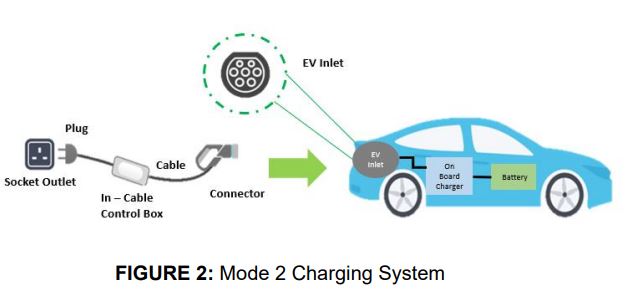 EV Inlet
Plug
Cable
Socket Outlet
In – Cable
Control Box
Connector
EV
Inlet
On
Board
Charger
Battery
FIGURE 2: Mode 2 Charging System